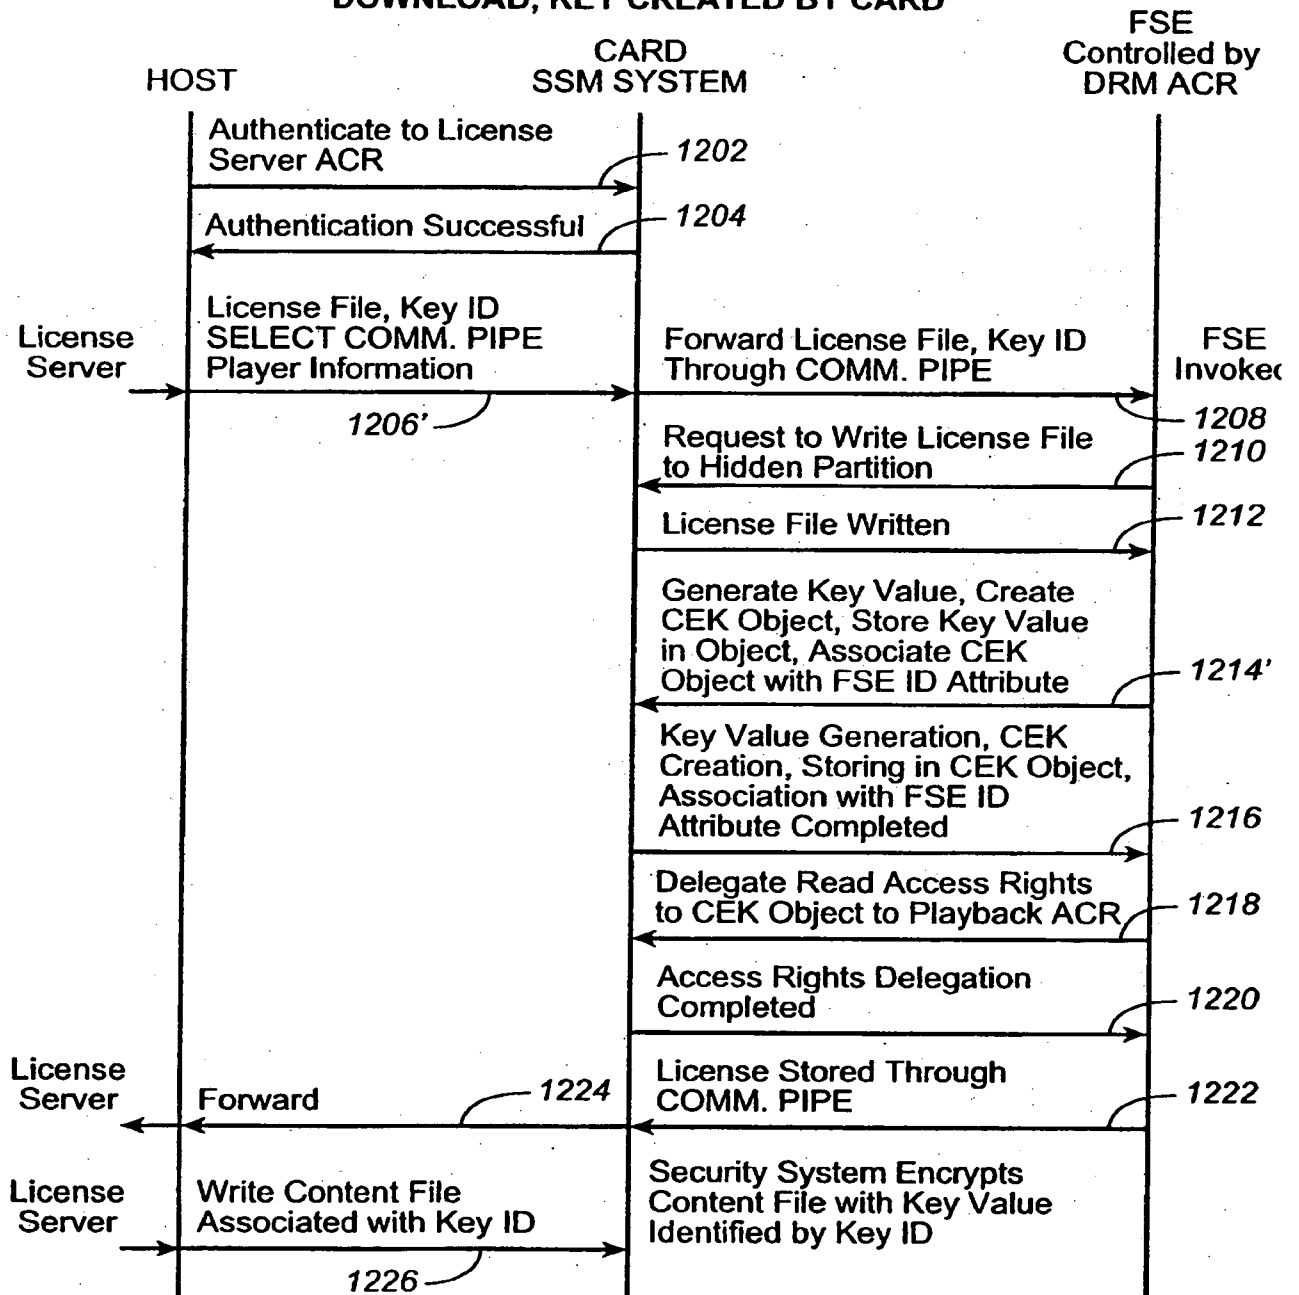 DOWNLOAD, KEY CREATED BY CARD
HOST
CARD
SSM SYSTEM
FSE
Controlled by
DRM ACR
Authenticate to License
Server ACR
1202
Authentication Successful
1204
License
Server
License File, Key ID
SELECT COMM. PIPE
Player Information
1206'
Forward License File, Key ID
Through COMM. PIPE
FSE
Invoked
1208
Request to Write License File
to Hidden Partition
1210
License File Written
1212
Generate Key Value, Create
CEK Object, Store Key Value
in Object, Associate CEK
Object with FSE ID Attribute
1214'
Key Value Generation, CEK
Creation, Storing in CEK Object,
Association with FSE ID
Attribute Completed
1216
Delegate Read Access Rights
to CEK Object to Playback ACR
1218
Access Rights Delegation
Completed
1220
License Stored Through
COMM. PIPE
1222
License
Server
Forward
1224
License
Server
Write Content File
Associated with Key ID
1226
Security System Encrypts
Content File with Key Value
Identified by Key ID